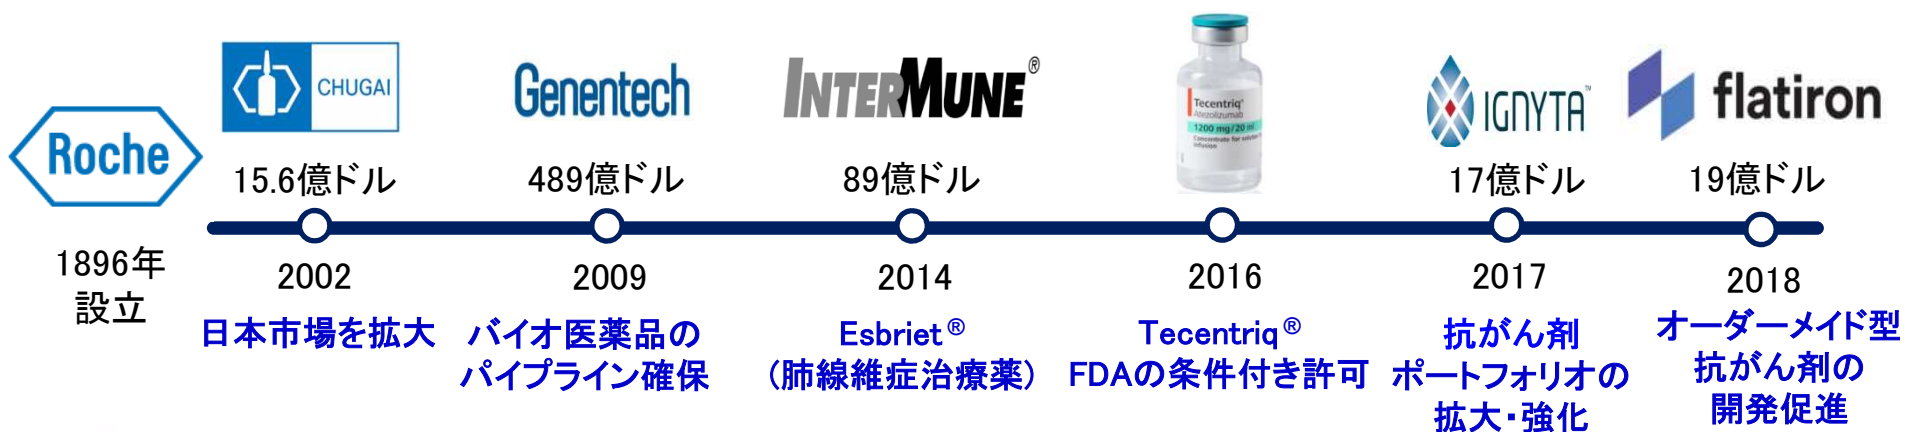 Roche
1896年
設立
CHUGAI
15.6億ドル
2002
日本市場を拡大
Genentech
489億ドル
2009
バイオ医薬品の
パイプライン確保
INTERMUNE®
89億ドル
2014
Esbriet®
(肺線維症治療薬)
Tecentriq®
Atezolizumab
1200 mg/20 ml
Concentrate for solution
infusion
2016
Tecentriq®
FDAの条件付き許可
IGNYTA™
17億ドル
2017
抗がん剤
ポートフォリオの
拡大・強化
flatiron
19億ドル
2018
オーダーメイド型
抗がん剤の
開発促進